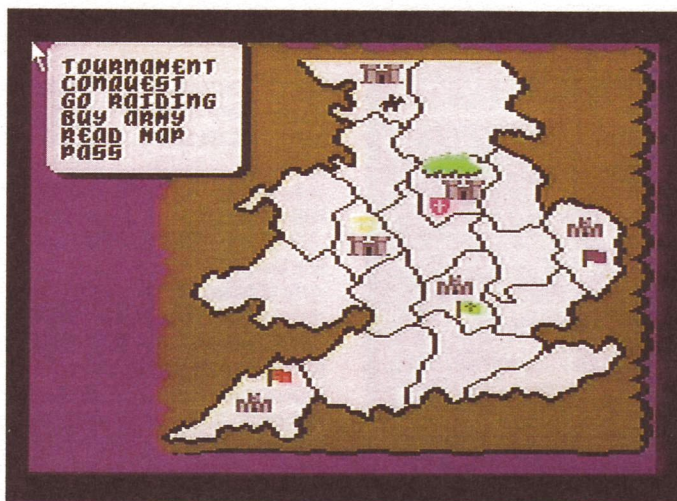 TOURNAMENT
CONQUEST
GO RAIDING
BUY ARMY
READ MAP
PASS